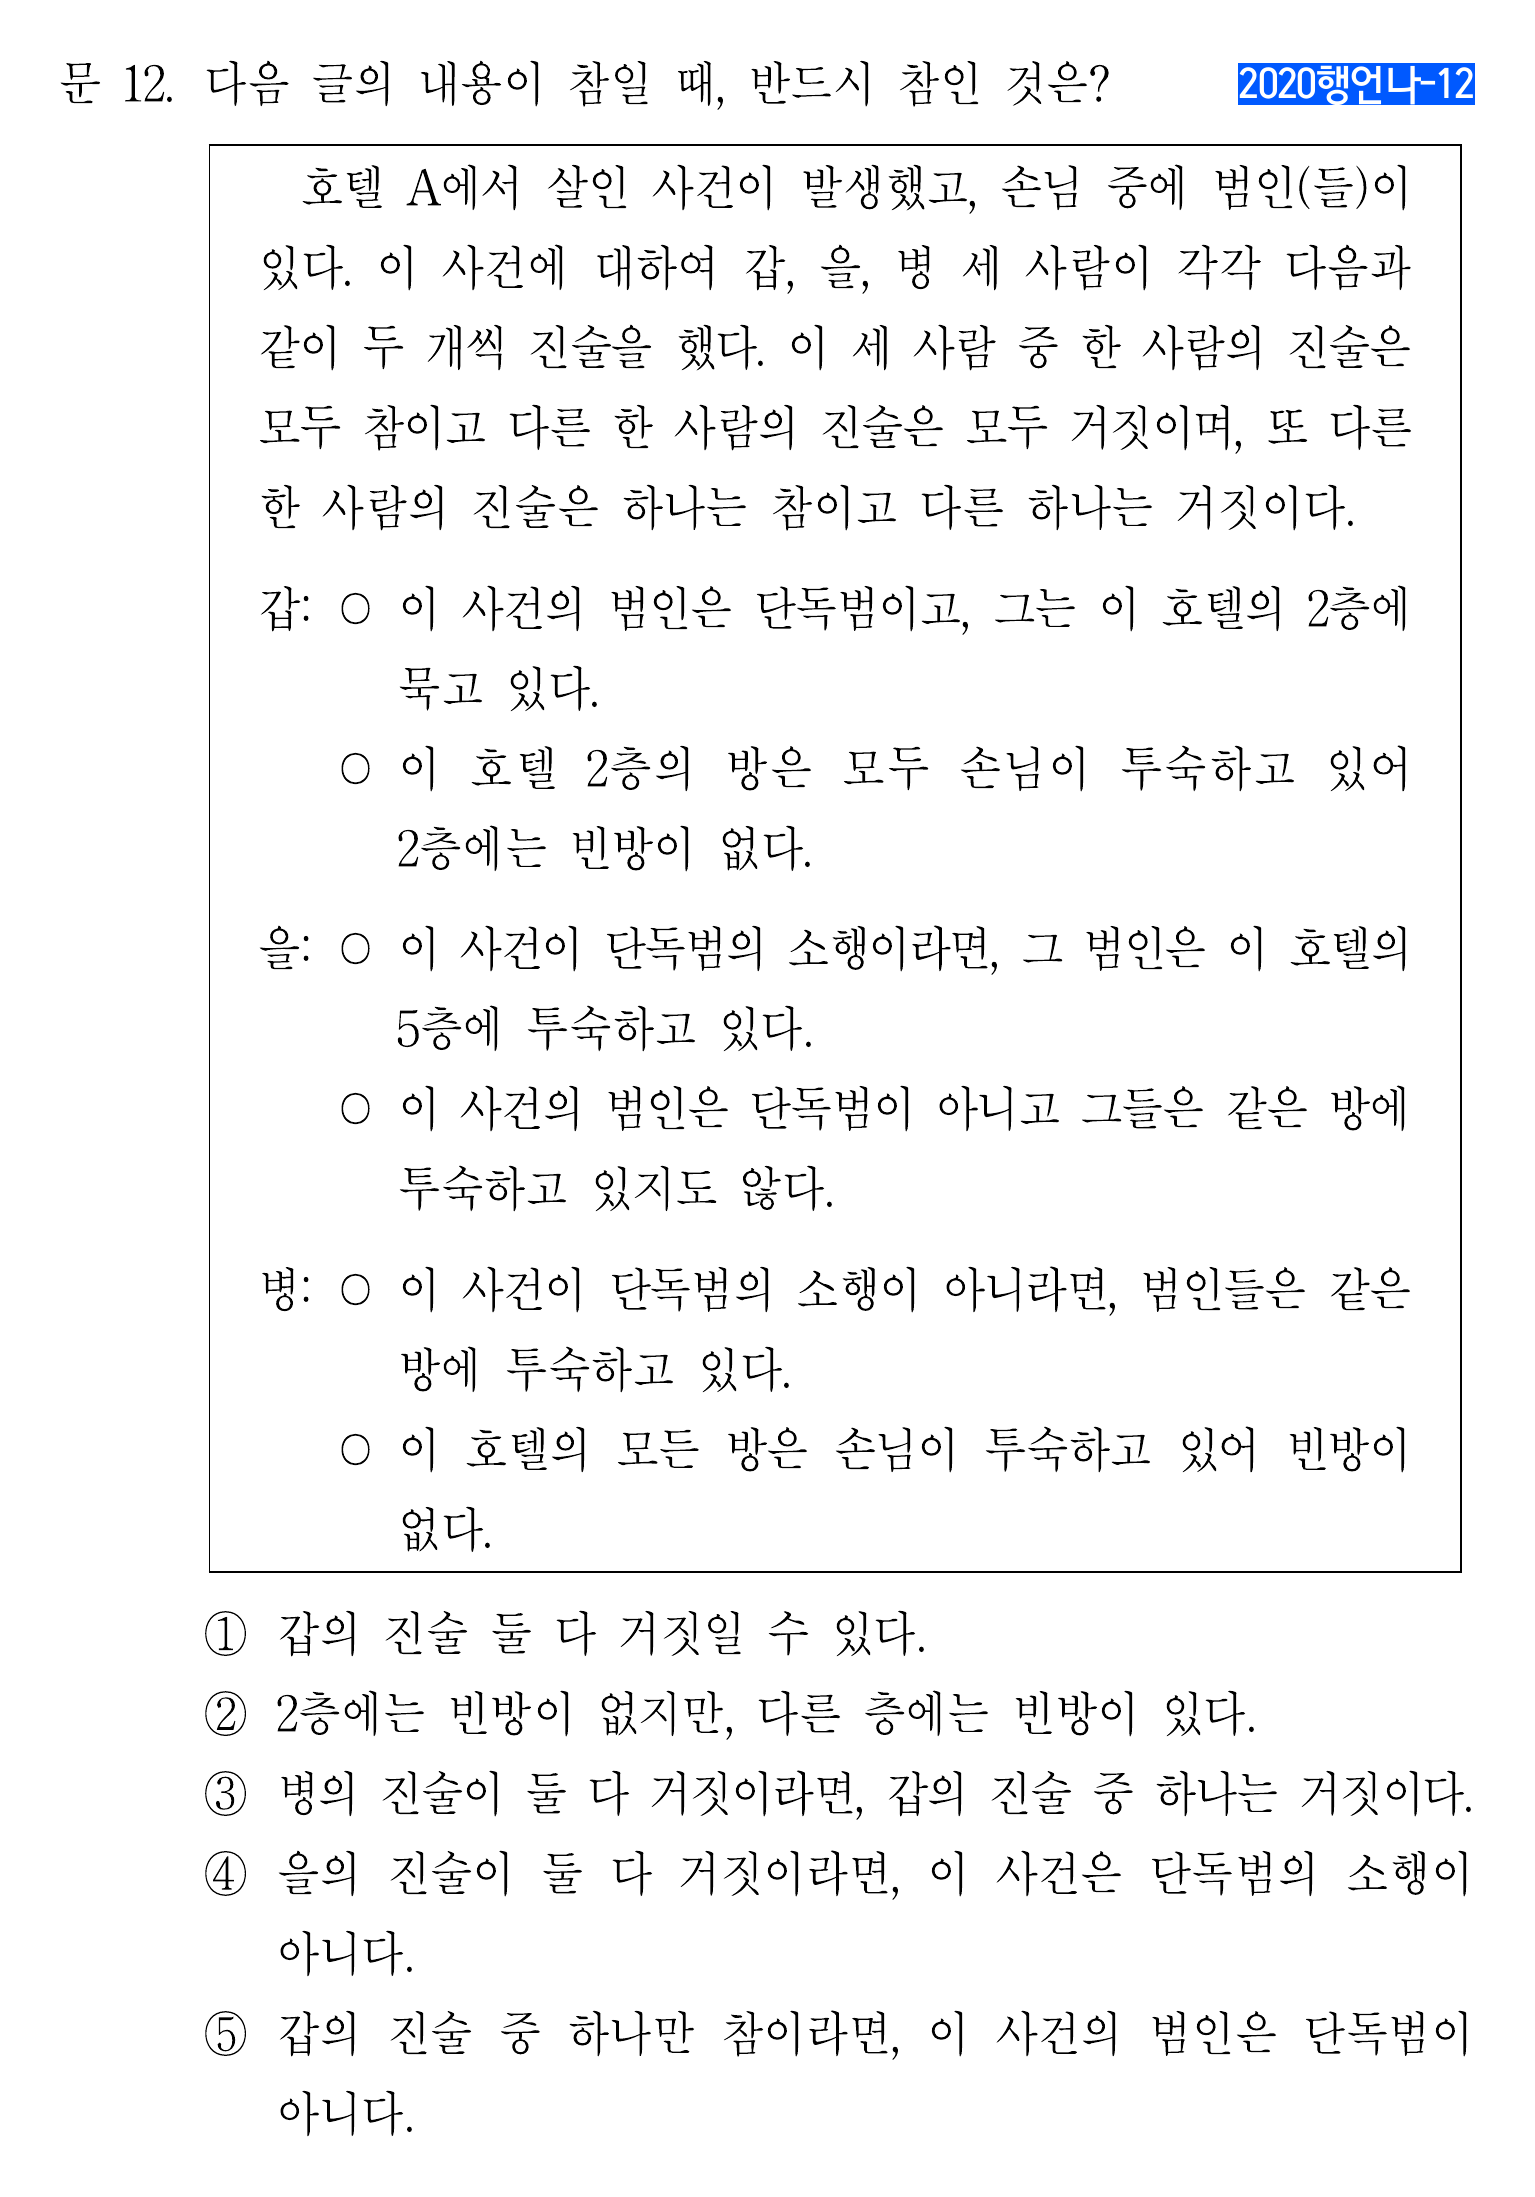 문 12. 다음 글의 내용이 참일 때, 반드시 참인 것은? 2020행언나-12
호텔 A에서 살인 사건이 발생했고, 손님 중에 범인(들)이
있다. 이 사건에 대하여 갑, 을, 병 세 사람이 각각 다음과
같이 두 개씩 진술을 했다. 이 세 사람 중 한 사람의 진술은
모두 참이고 다른 한 사람의 진술은 모두 거짓이며, 또 다른
한 사람의 진술은 하나는 참이고 다른 하나는 거짓이다.
갑: ○ 이 사건의 범인은 단독범이고, 그는 이 호텔의 2층에
묵고 있다.
○ 이 호텔 2층의 방은 모두 손님이 투숙하고 있어
2층에는 빈방이 없다.
을: ○ 이 사건이 단독범의 소행이라면, 그 범인은 이 호텔의
5층에 투숙하고 있다.
○ 이 사건의 범인은 단독범이 아니고 그들은 같은 방에
투숙하고 있지도 않다.
병: ○ 이 사건이 단독범의 소행이 아니라면, 범인들은 같은
방에 투숙하고 있다.
○ 이 호텔의 모든 방은 손님이 투숙하고 있어 빈방이
없다.
① 갑의 진술 둘 다 거짓일 수 있다.
② 2층에는 빈방이 없지만, 다른 층에는 빈방이 있다.
③ 병의 진술이 둘 다 거짓이라면, 갑의 진술 중 하나는 거짓이다.
④ 을의 진술이 둘 다 거짓이라면, 이 사건은 단독범의 소행이
아니다.
⑤ 갑의 진술 중 하나만 참이라면, 이 사건의 범인은 단독범이
아니다.